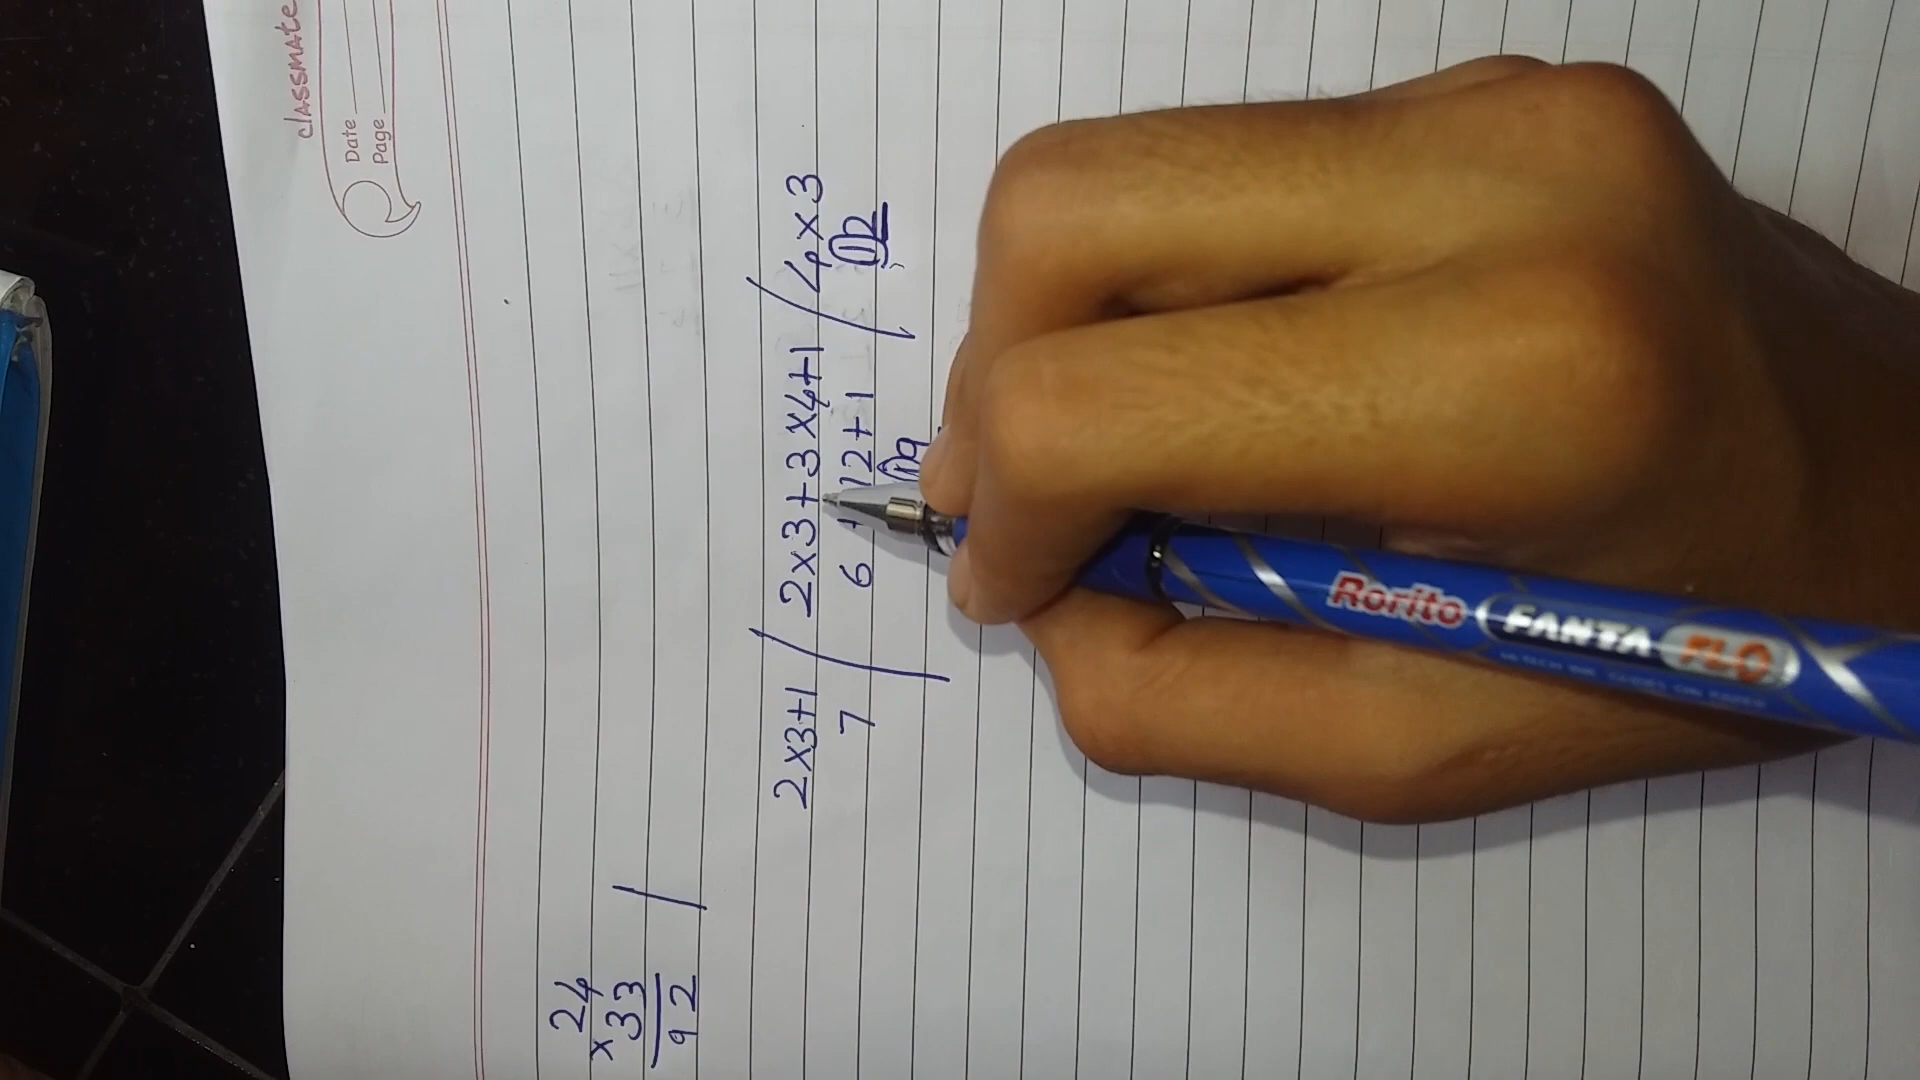 classmate
Date
Page
24
×33
92
2×3+1 / 2×3+3×4+1 / 4×3
7 / 6+12+1 / 12
19
Rorito FANTA FLO